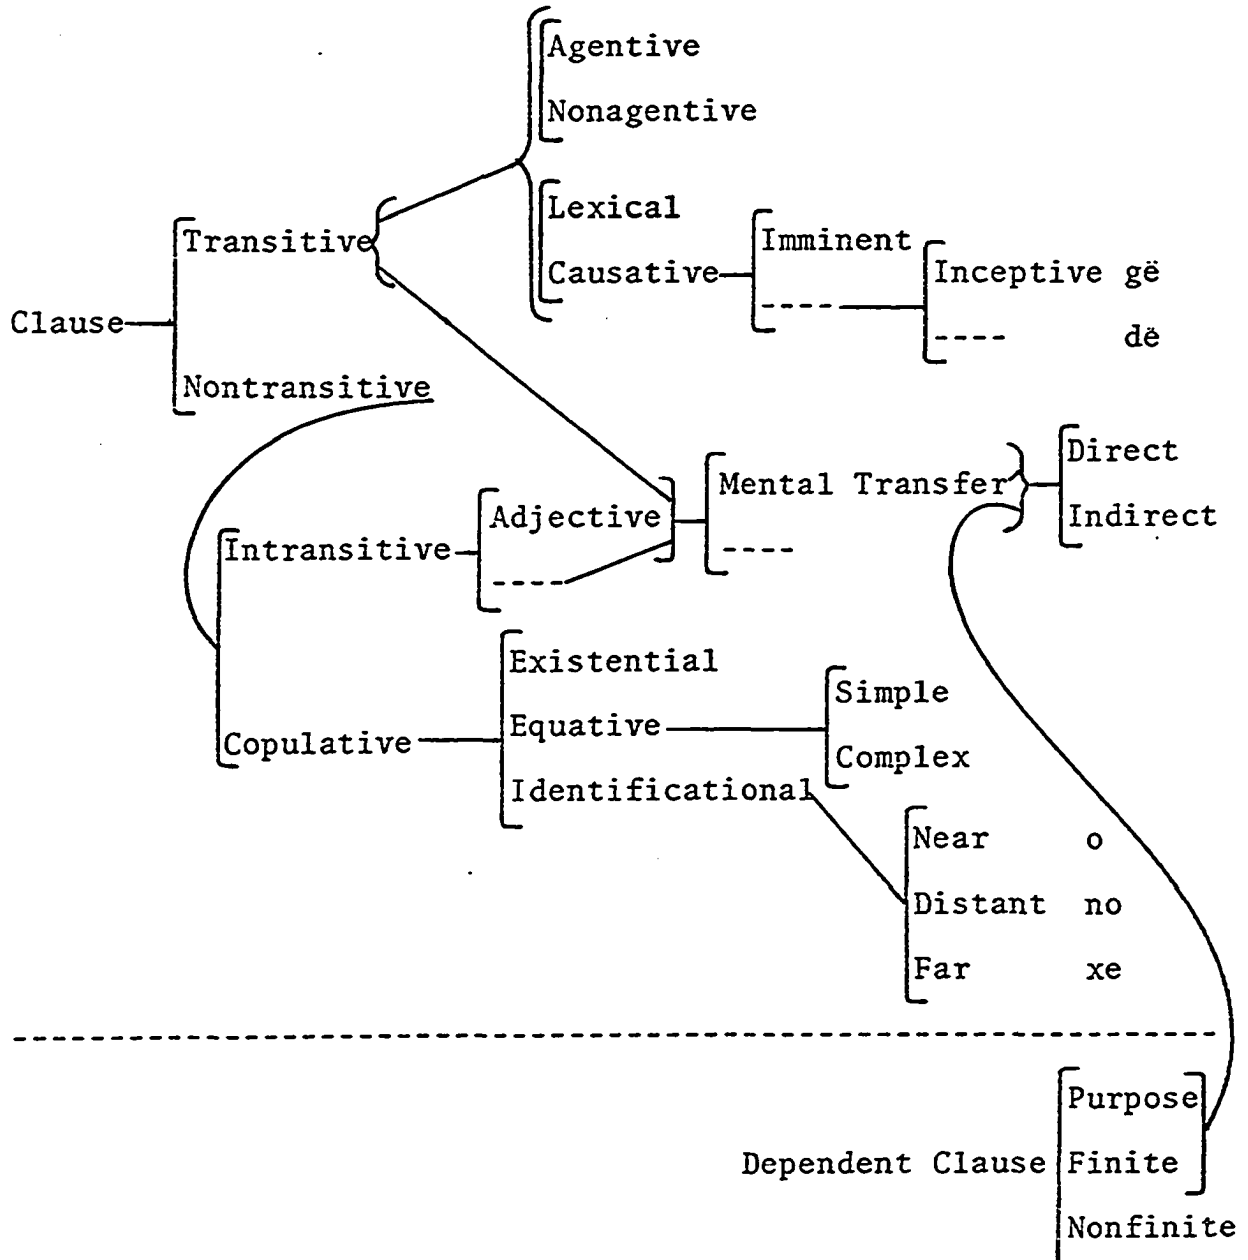 Agentive
Nonagentive
Lexical
Transitive
Imminent
Causative
Inceptive gë
----
Clause
---- dë
Nontransitive
Direct
Mental Transfer
Adjective
Indirect
Intransitive
----
----
Existential
Simple
Equative
Copulative
Complex
Identificational
Near o
Distant no
Far xe
Purpose
Dependent Clause Finite
Nonfinite